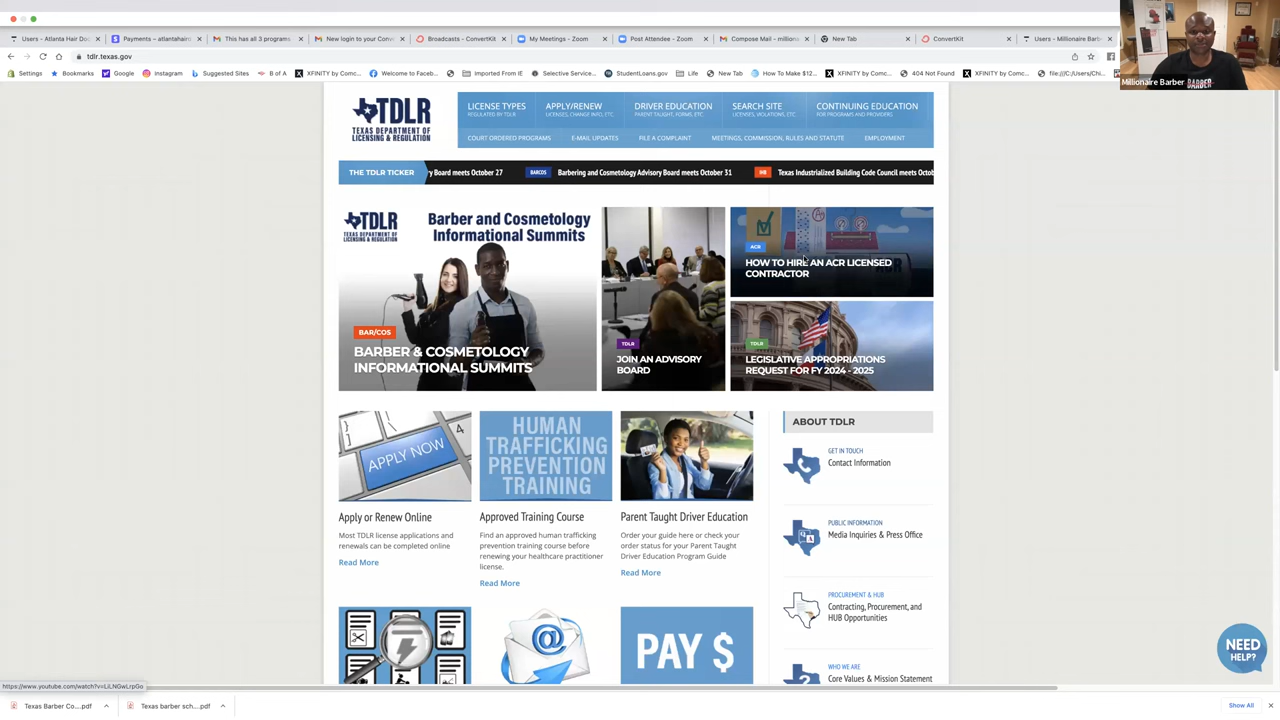 Users - Atlanta Hair Doc
Payments – atlantahairo
This has all 3 programs
New login to your Conve
Broadcasts - ConvertKit
My Meetings - Zoom
Post Attendee - Zoom
Compose Mail - milliona
New Tab
ConvertKit
Users - Millionaire Barb
tdlr.texas.gov
Settings
Bookmarks
Google
Instagram
Suggested Sites
B of A
XFINITY by Comc...
Welcome to Faceb...
Imported From IE
Selective Service...
StudentLoans.gov
Life
New Tab
How To Make $12...
XFINITY by Comc...
404 Not Found
XFINITY by Comc...
file:///C:/Users/Chi...
Millionaire Barber
BARBER
TDLR
TEXAS DEPARTMENT OF
LICENSING & REGULATION
LICENSE TYPES
REGULATED BY TDLR
APPLY/RENEW
LICENSES, CHANGE INFO, ETC.
DRIVER EDUCATION
PARENT TAUGHT, FORMS, ETC.
SEARCH SITE
LICENSES, VIOLATIONS, ETC.
CONTINUING EDUCATION
FOR PROGRAMS AND PROVIDERS
COURT ORDERED PROGRAMS
E-MAIL UPDATES
FILE A COMPLAINT
MEETINGS, COMMISSION, RULES AND STATUTE
EMPLOYMENT
THE TDLR TICKER
y Board meets October 27
BARCOS
Barbering and Cosmetology Advisory Board meets October 31
IHB
Texas Industrialized Building Code Council meets Octob
TDLR
TEXAS DEPARTMENT OF
LICENSING & REGULATION
Barber and Cosmetology
Informational Summits
BAR/COS
BARBER & COSMETOLOGY
INFORMATIONAL SUMMITS
TDLR
JOIN AN ADVISORY
BOARD
ACR
HOW TO HIRE AN ACR LICENSED
CONTRACTOR
TDLR
LEGISLATIVE APPROPRIATIONS
REQUEST FOR FY 2024 - 2025
APPLY NOW
4
Apply or Renew Online
Most TDLR license applications and
renewals can be completed online
Read More
HUMAN
TRAFFICKING
PREVENTION
TRAINING
Approved Training Course
Find an approved human trafficking
prevention training course before
renewing your healthcare practitioner
license.
Read More
Parent Taught Driver Education
Order your guide here or check your
order status for your Parent Taught
Driver Education Program Guide
Read More
ABOUT TDLR
GET IN TOUCH
Contact Information
PUBLIC INFORMATION
Media Inquiries & Press Office
PROCUREMENT & HUB
Contracting, Procurement, and
HUB Opportunities
WHO WE ARE
Core Values & Mission Statement
@
PAY $
NEED
HELP?
https://www.youtube.com/watch?v=LiLNGwLrpGo
Texas Barber Co....pdf
Texas barber sch....pdf
Show All